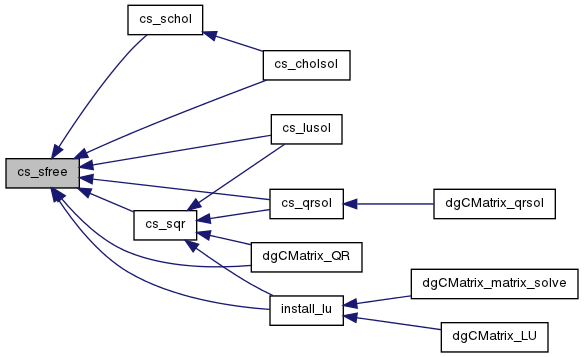 cs_schol
cs_cholsol
cs_lusol
cs_sfree
cs_qrsol
dgCMatrix_qrsol
cs_sqr
dgCMatrix_QR
dgCMatrix_matrix_solve
install_lu
dgCMatrix_LU